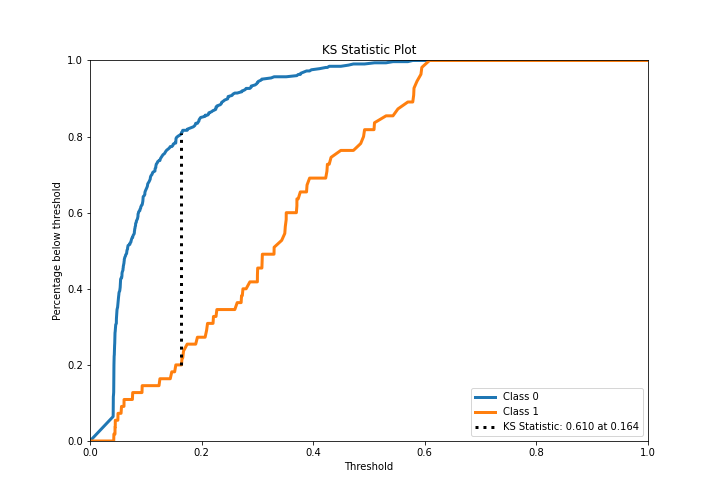 KS Statistic Plot
1.0
0.8
0.6
0.4
0.2
0.0
Percentage below threshold
0.0 0.2 0.4 0.6 0.8 1.0
Threshold
Class 0
Class 1
KS Statistic: 0.610 at 0.164